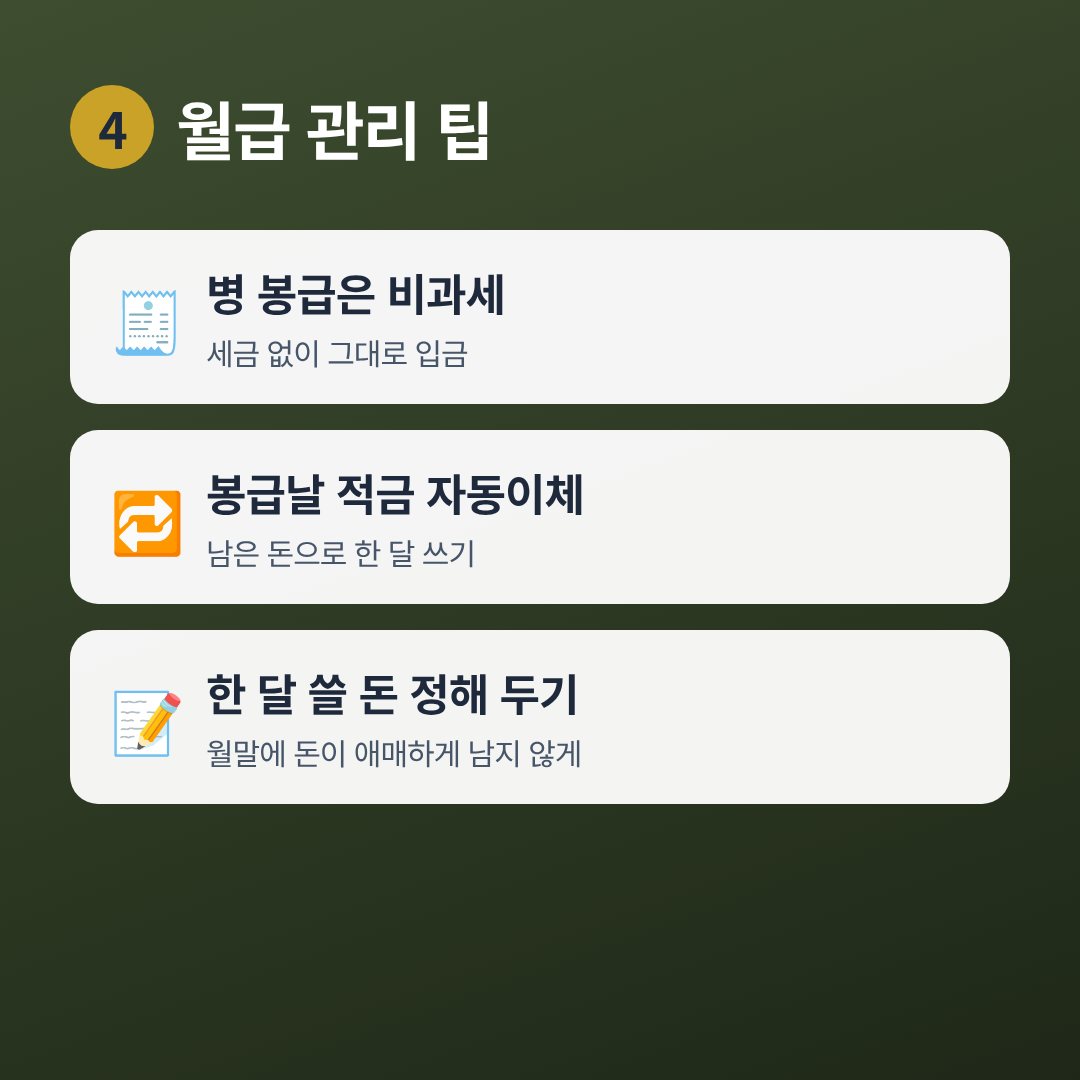 4 월급 관리 팁
병 봉급은 비과세
세금 없이 그대로 입금
봉급날 적금 자동이체
남은 돈으로 한 달 쓰기
한 달 쓸 돈 정해 두기
월말에 돈이 애매하게 남지 않게